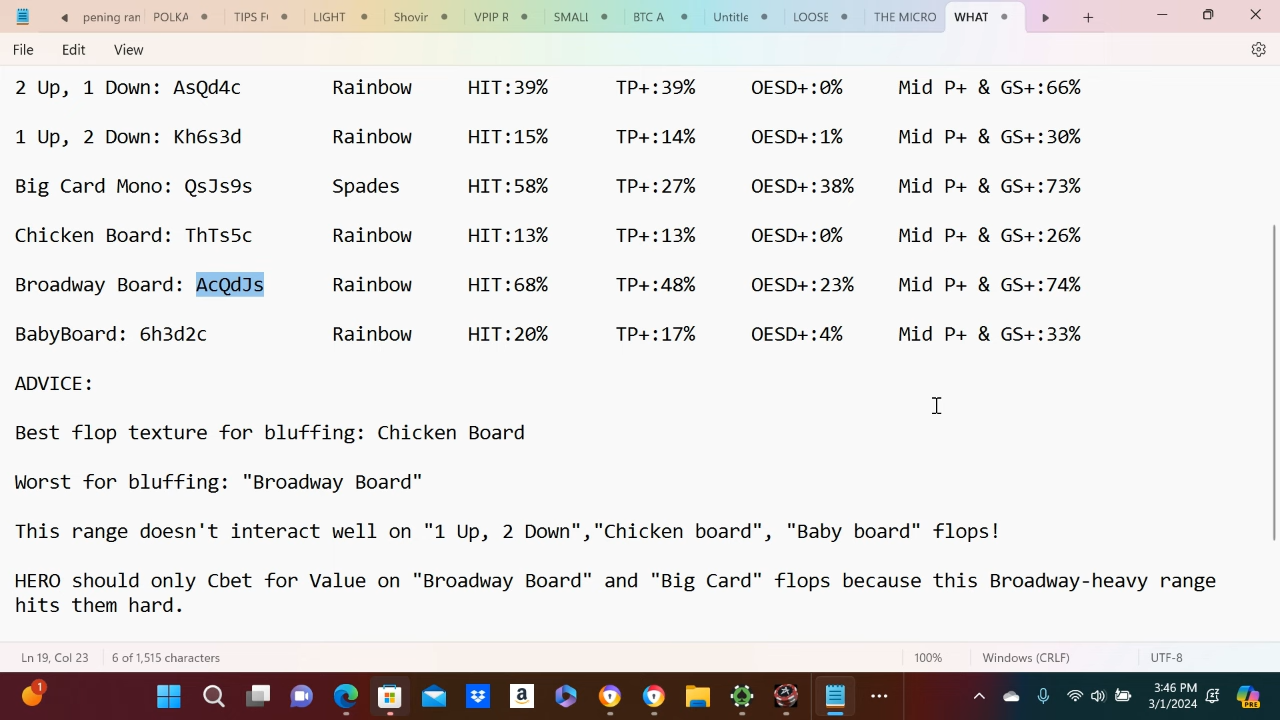 pening ran
POLKA
TIPS F
LIGHT
Shovir
VPIP R
SMALL
BTC A
Untitle
LOOSE
THE MICRO
WHAT
File Edit View
2 Up, 1 Down: AsQd4c Rainbow HIT:39% TP+:39% OESD+:0% Mid P+ & GS+:66%
1 Up, 2 Down: Kh6s3d Rainbow HIT:15% TP+:14% OESD+:1% Mid P+ & GS+:30%
Big Card Mono: QsJs9s Spades HIT:58% TP+:27% OESD+:38% Mid P+ & GS+:73%
Chicken Board: ThTs5c Rainbow HIT:13% TP+:13% OESD+:0% Mid P+ & GS+:26%
Broadway Board: AcQdJs Rainbow HIT:68% TP+:48% OESD+:23% Mid P+ & GS+:74%
BabyBoard: 6h3d2c Rainbow HIT:20% TP+:17% OESD+:4% Mid P+ & GS+:33%
ADVICE:
Best flop texture for bluffing: Chicken Board
Worst for bluffing: "Broadway Board"
This range doesn't interact well on "1 Up, 2 Down","Chicken board", "Baby board" flops!
HERO should only Cbet for Value on "Broadway Board" and "Big Card" flops because this Broadway-heavy range
hits them hard.
Ln 19, Col 23 6 of 1,515 characters 100% Windows (CRLF) UTF-8
1
3:46 PM
3/1/2024
PRE